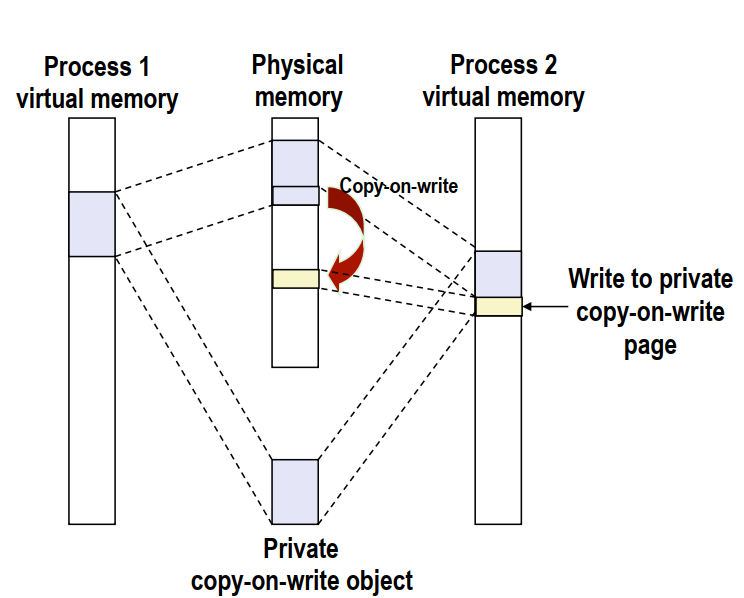 Process 1
virtual memory
Physical
memory
Process 2
virtual memory
Copy-on-write
Write to private
copy-on-write
page
Private
copy-on-write object